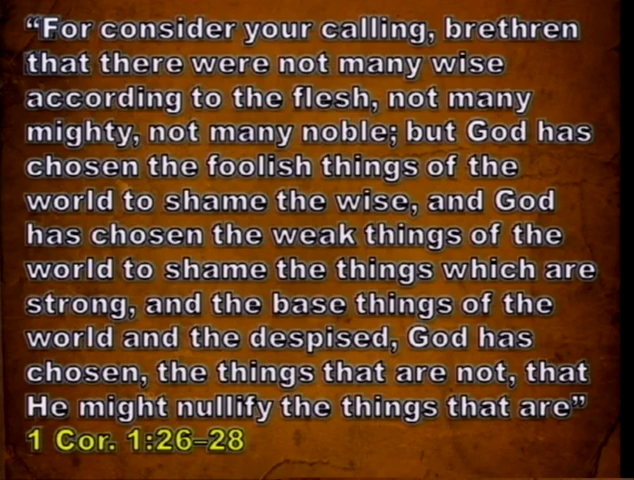 “For consider your calling, brethren
that there were not many wise
according to the flesh, not many
mighty, not many noble; but God has
chosen the foolish things of the
world to shame the wise, and God
has chosen the weak things of the
world to shame the things which are
strong, and the base things of the
world and the despised, God has
chosen, the things that are not, that
He might nullify the things that are”
1 Cor. 1:26–28